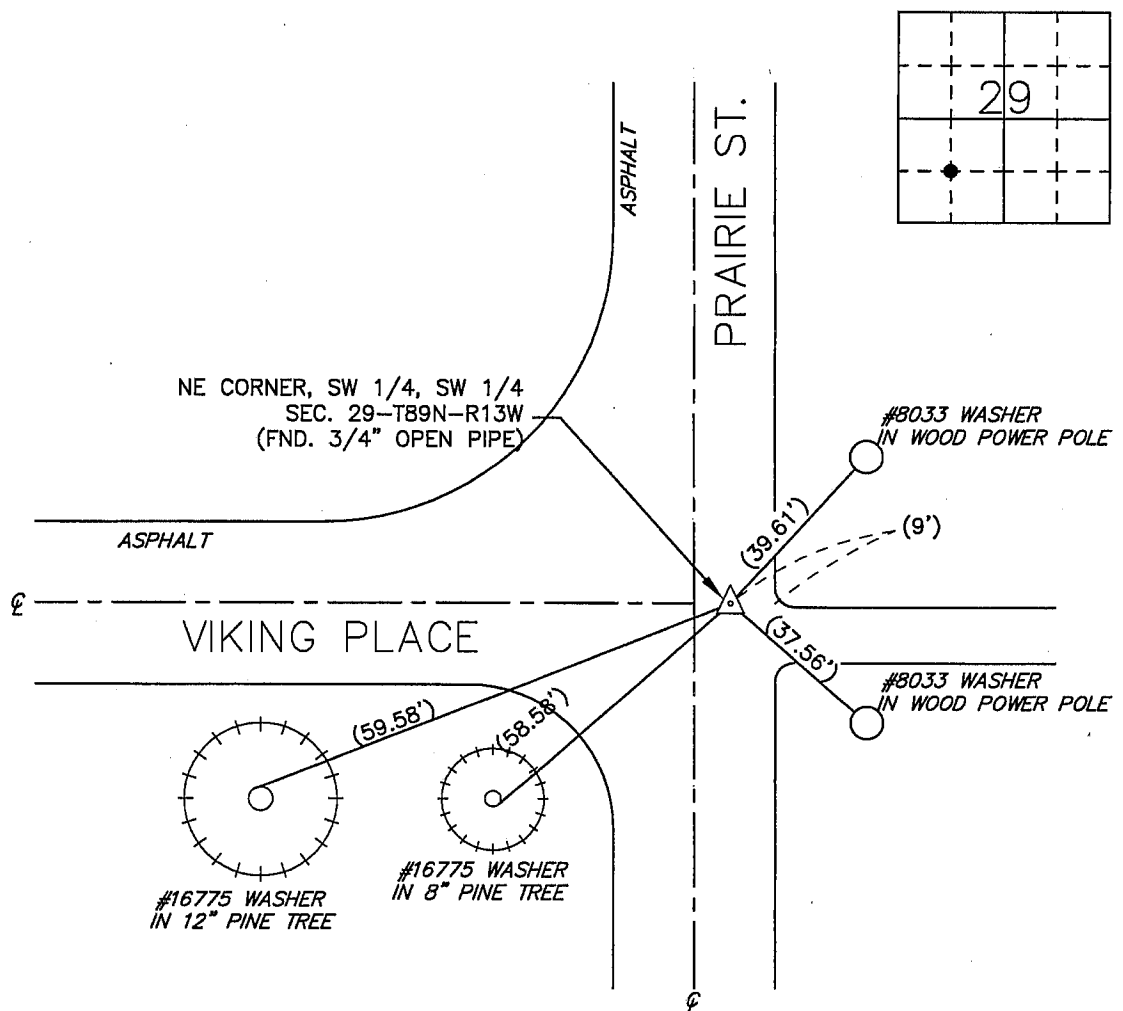 29
ASPHALT
PRAIRIE ST.
NE CORNER, SW 1/4, SW 1/4
SEC. 29-T89N-R13W
(FND. 3/4" OPEN PIPE)
#8033 WASHER
IN WOOD POWER POLE
(39.61')
(9')
ASPHALT
℄
VIKING PLACE
(37.56')
#8033 WASHER
IN WOOD POWER POLE
(59.58')
(58.58')
#16775 WASHER
IN 12" PINE TREE
#16775 WASHER
IN 8" PINE TREE
℄